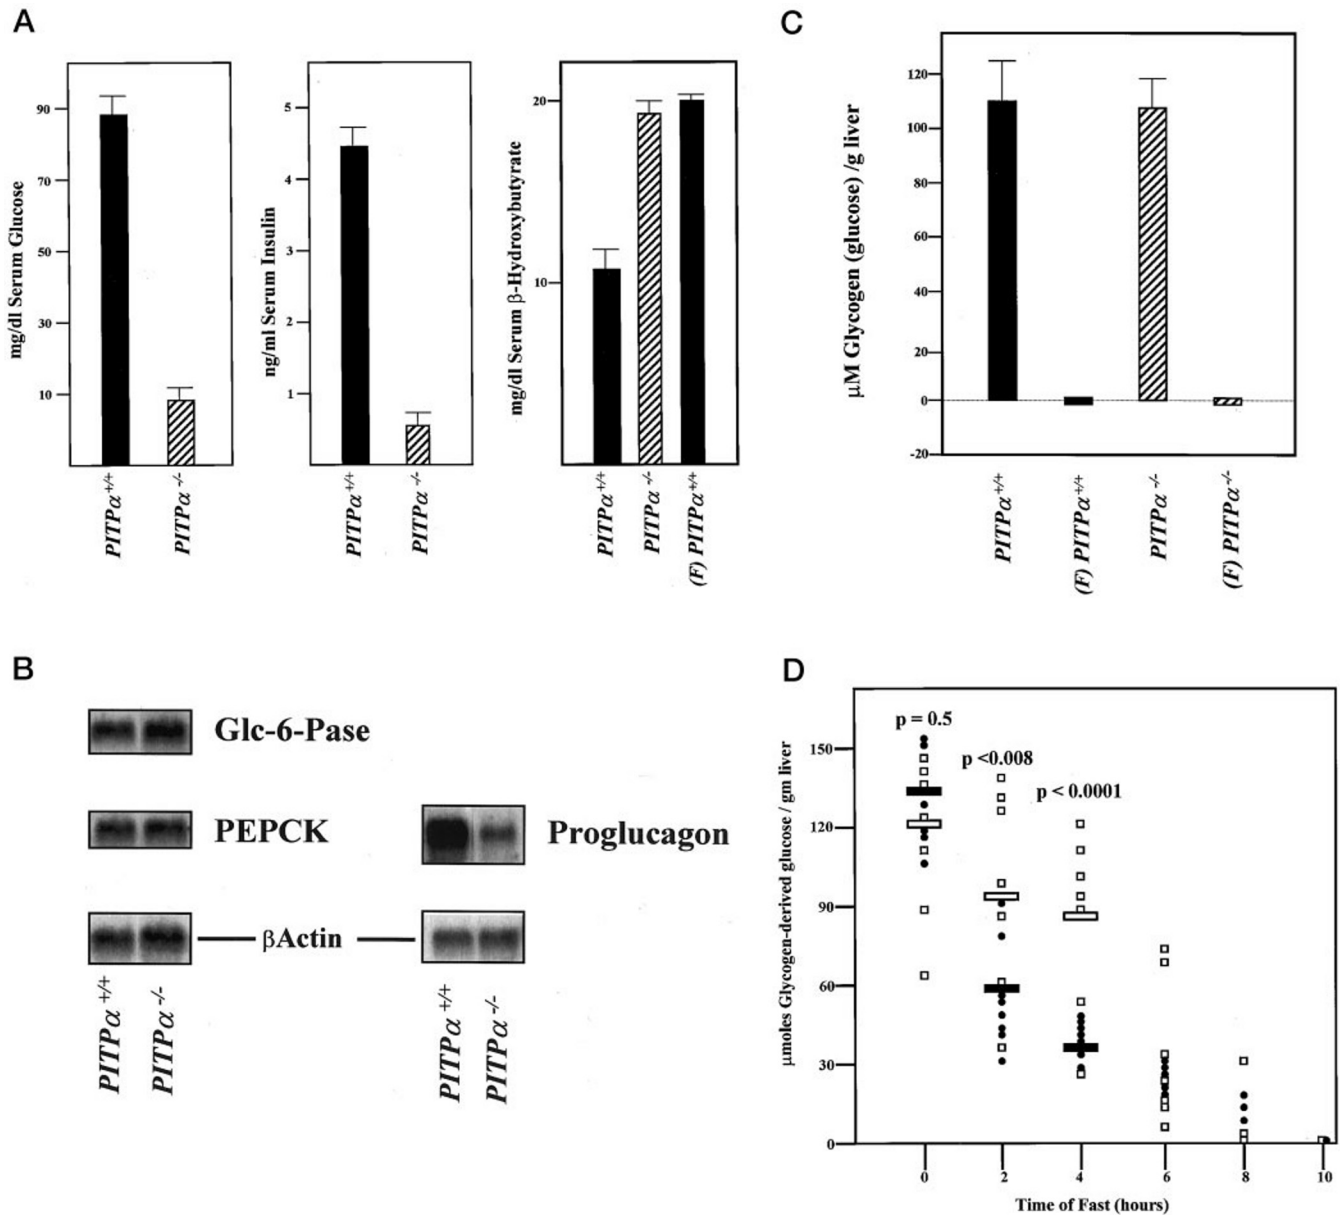 A
mg/dl Serum Glucose
90
70
50
30
10
PITPα+/+
PITPα-/-
ng/ml Serum Insulin
5
4
3
2
1
PITPα+/+
PITPα-/-
mg/dl Serum β-Hydroxybutyrate
20
10
PITPα+/+
PITPα-/-
(F) PITPα+/+
C
μM Glycogen (glucose) /g liver
120
100
80
60
40
20
0
-20
PITPα+/+
(F) PITPα+/+
PITPα-/-
(F) PITPα-/-
B
Glc-6-Pase
PEPCK
Proglucagon
βActin
PITPα+/+
PITPα-/-
PITPα+/+
PITPα-/-
D
p = 0.5
p <0.008
p < 0.0001
μmoles Glycogen-derived glucose / gm liver
150
120
90
60
30
0
0 2 4 6 8 10
Time of Fast (hours)